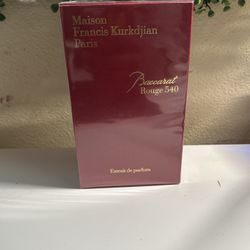 Maison
Francis Kurkdjian
Paris
Baccarat
Rouge 540
Extrait de parfum